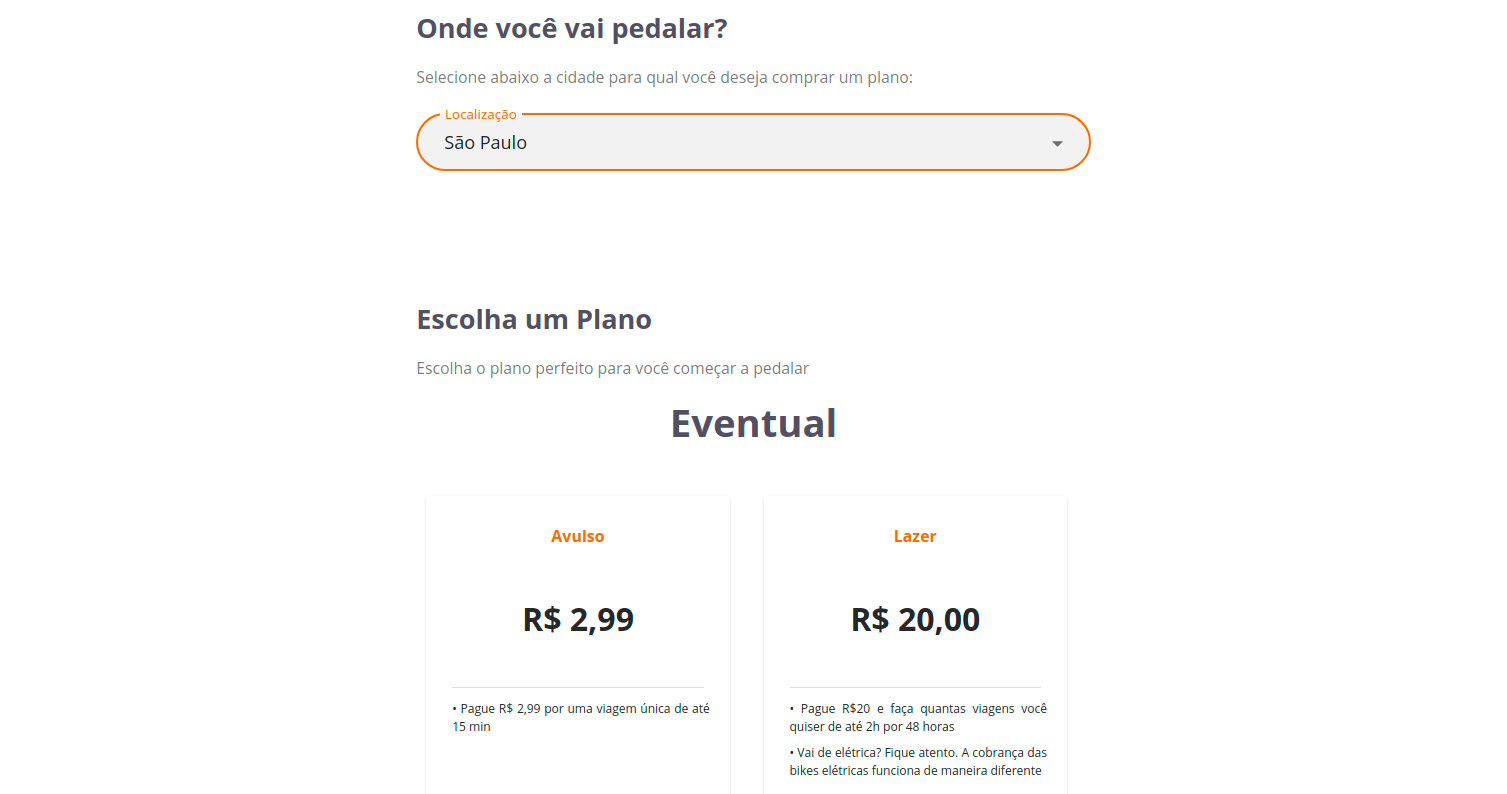 Onde você vai pedalar?
Selecione abaixo a cidade para qual você deseja comprar um plano:
Localização
São Paulo
Escolha um Plano
Escolha o plano perfeito para você começar a pedalar
Eventual
Avulso
R$ 2,99
• Pague R$ 2,99 por uma viagem única de até
15 min
Lazer
R$ 20,00
• Pague R$20 e faça quantas viagens você
quiser de até 2h por 48 horas
• Vai de elétrica? Fique atento. A cobrança das
bikes elétricas funciona de maneira diferente